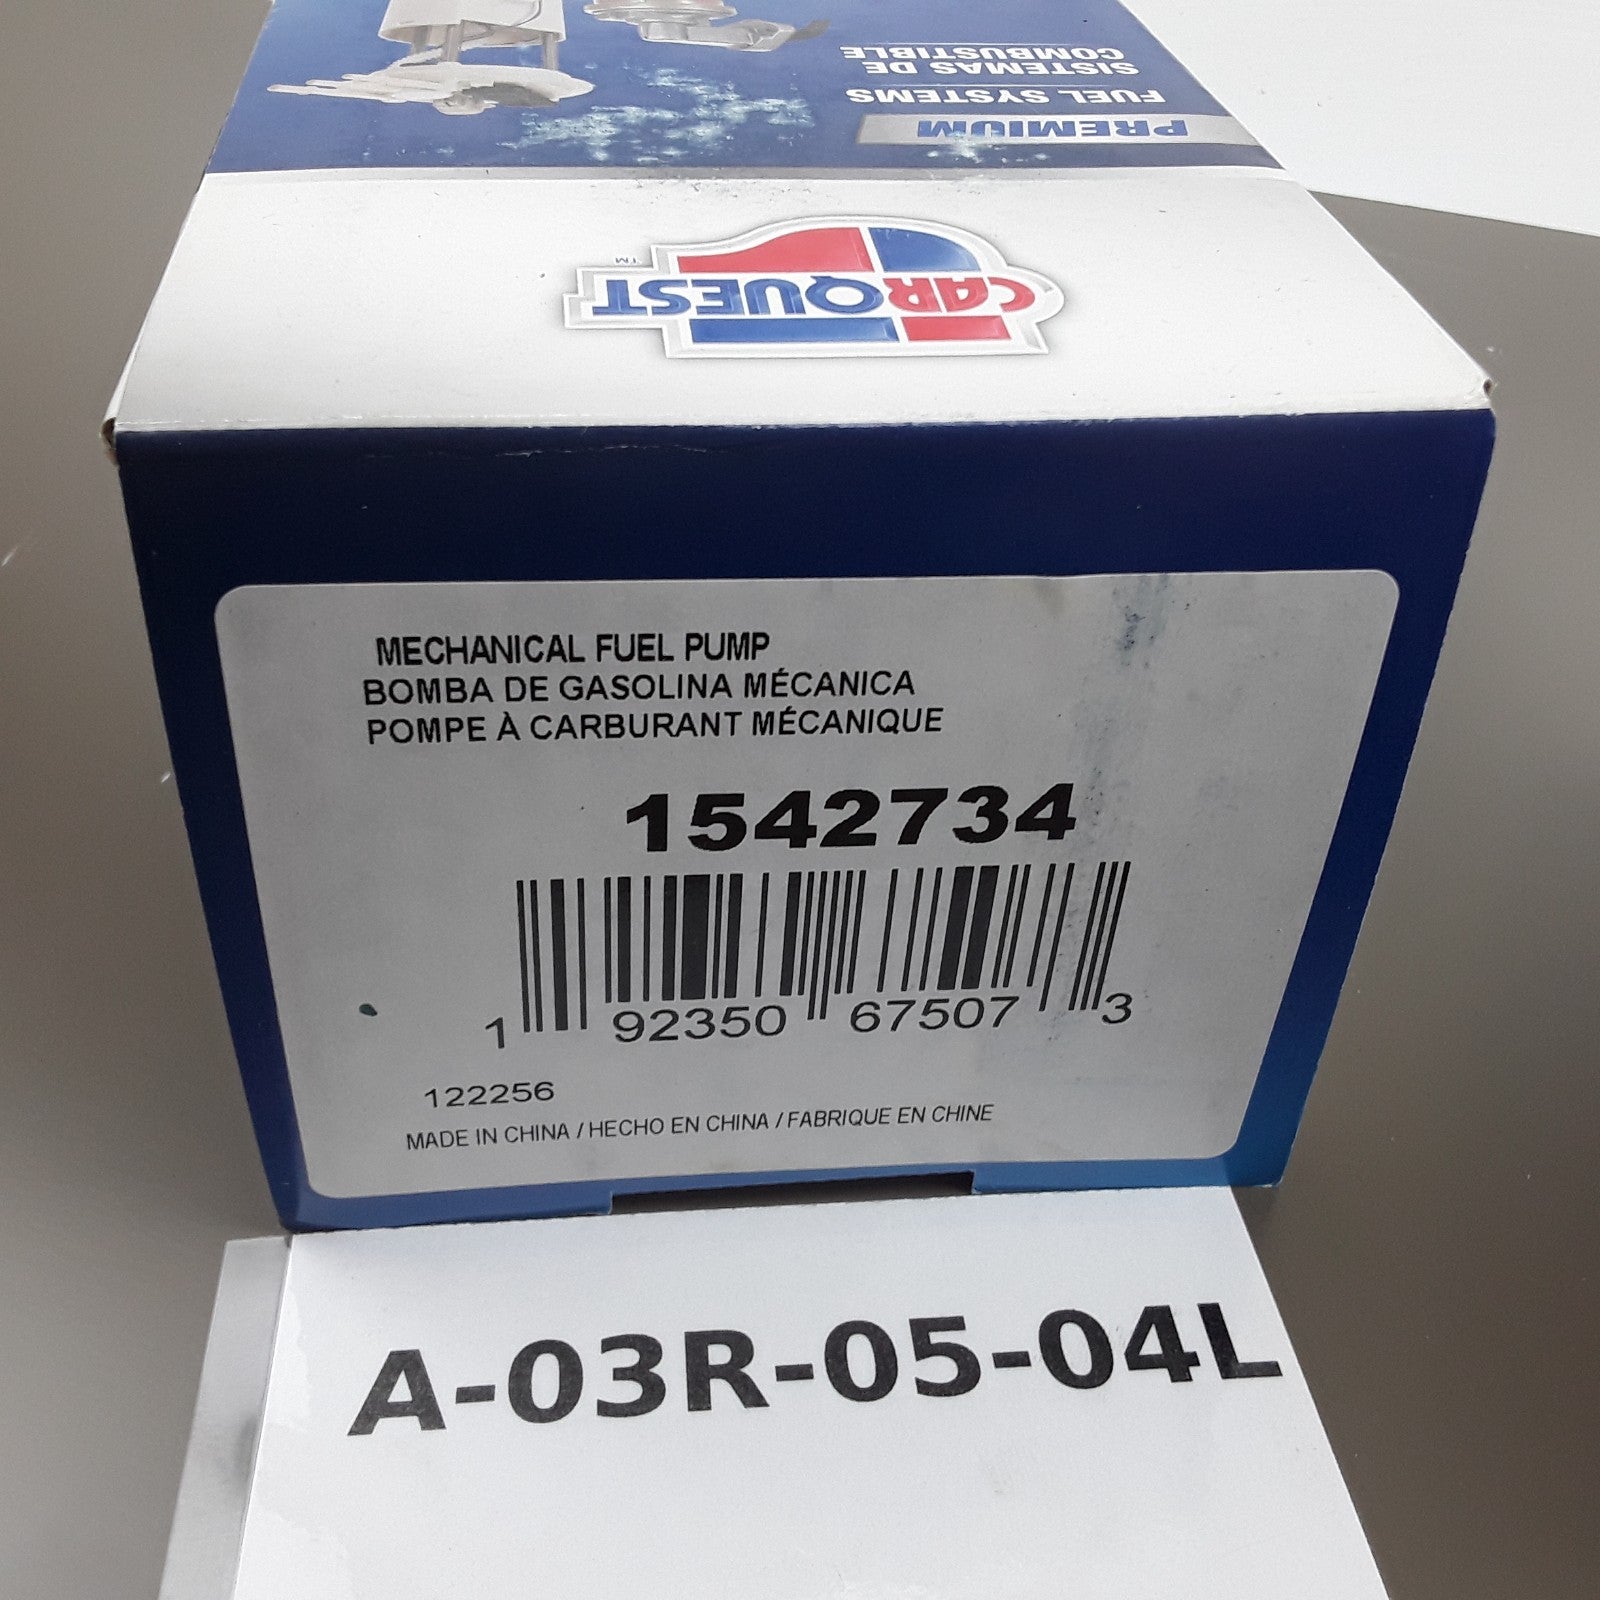 PREMIUM
FUEL SYSTEMS
SISTEMAS DE
COMBUSTIBLE
CARQUEST™
MECHANICAL FUEL PUMP
BOMBA DE GASOLINA MÉCANICA
POMPE À CARBURANT MÉCANIQUE
1542734
1 92350 67507 3
122256
MADE IN CHINA / HECHO EN CHINA / FABRIQUE EN CHINE
A-03R-05-04L